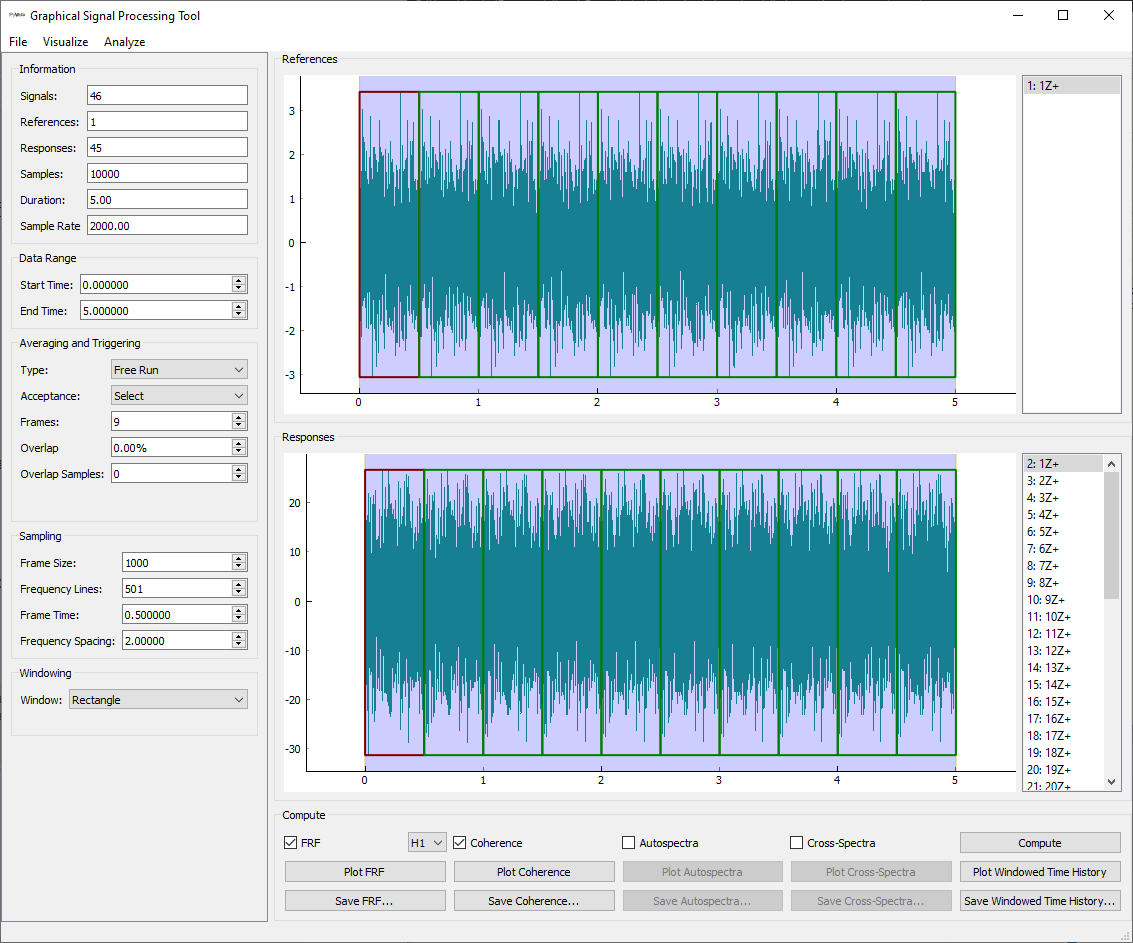 Graphical Signal Processing Tool
File Visualize Analyze
Information
Signals: 46
References: 1
Responses: 45
Samples: 10000
Duration: 5.00
Sample Rate 2000.00
Data Range
Start Time: 0.000000
End Time: 5.000000
Averaging and Triggering
Type: Free Run
Acceptance: Select
Frames: 9
Overlap 0.00%
Overlap Samples: 0
Sampling
Frame Size: 1000
Frequency Lines: 501
Frame Time: 0.500000
Frequency Spacing: 2.00000
Windowing
Window: Rectangle
References
3
2
1
0
-1
-2
-3
0 1 2 3 4 5
1: 1Z+
Responses
20
10
0
-10
-20
-30
0 1 2 3 4 5
2: 1Z+
3: 2Z+
4: 3Z+
5: 4Z+
6: 5Z+
7: 6Z+
8: 7Z+
9: 8Z+
10: 9Z+
11: 10Z+
12: 11Z+
13: 12Z+
14: 13Z+
15: 14Z+
16: 15Z+
17: 16Z+
18: 17Z+
19: 18Z+
20: 19Z+
21: 20Z+
Compute
FRF H1 Coherence Autospectra Cross-Spectra Compute
Plot FRF Plot Coherence Plot Autospectra Plot Cross-Spectra Plot Windowed Time History
Save FRF... Save Coherence... Save Autospectra... Save Cross-Spectra... Save Windowed Time History...